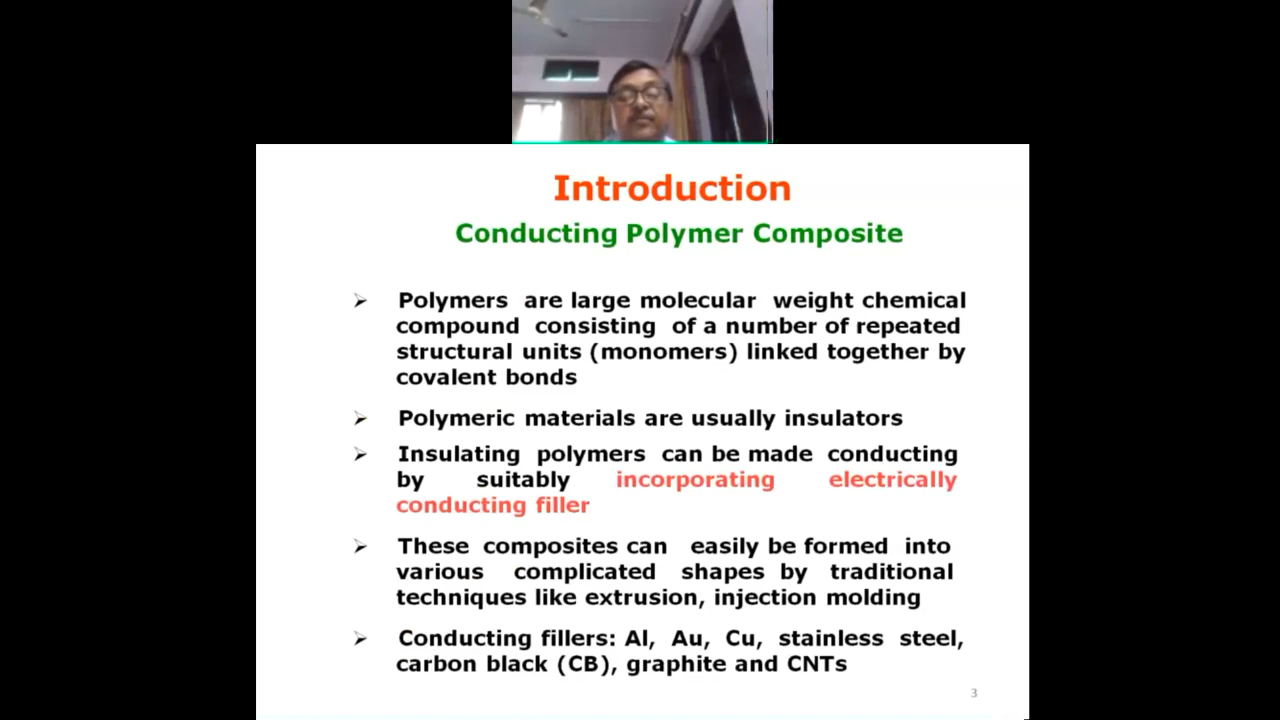 Introduction
Conducting Polymer Composite
➢ Polymers are large molecular weight chemical
compound consisting of a number of repeated
structural units (monomers) linked together by
covalent bonds
➢ Polymeric materials are usually insulators
➢ Insulating polymers can be made conducting
by suitably incorporating electrically
conducting filler
➢ These composites can easily be formed into
various complicated shapes by traditional
techniques like extrusion, injection molding
➢ Conducting fillers: Al, Au, Cu, stainless steel,
carbon black (CB), graphite and CNTs
3